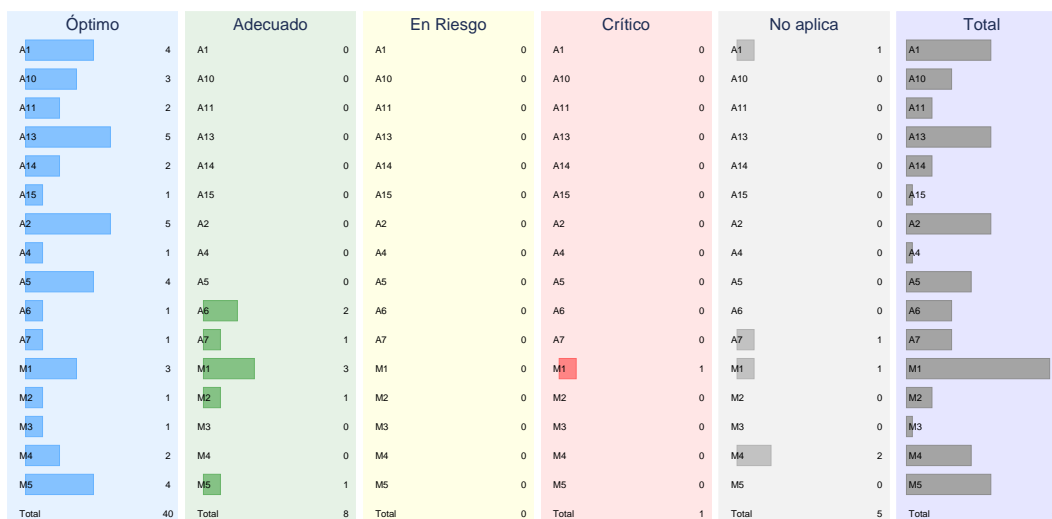 Óptimo Adecuado En Riesgo Crítico No aplica Total
A1 4 A1 0 A1 0 A1 0 A1 1 A1
A10 3 A10 0 A10 0 A10 0 A10 0 A10
A11 2 A11 0 A11 0 A11 0 A11 0 A11
A13 5 A13 0 A13 0 A13 0 A13 0 A13
A14 2 A14 0 A14 0 A14 0 A14 0 A14
A15 1 A15 0 A15 0 A15 0 A15 0 A15
A2 5 A2 0 A2 0 A2 0 A2 0 A2
A4 1 A4 0 A4 0 A4 0 A4 0 A4
A5 4 A5 0 A5 0 A5 0 A5 0 A5
A6 1 A6 2 A6 0 A6 0 A6 0 A6
A7 1 A7 1 A7 0 A7 0 A7 1 A7
M1 3 M1 3 M1 0 M1 1 M1 1 M1
M2 1 M2 1 M2 0 M2 0 M2 0 M2
M3 1 M3 0 M3 0 M3 0 M3 0 M3
M4 2 M4 0 M4 0 M4 0 M4 2 M4
M5 4 M5 1 M5 0 M5 0 M5 0 M5
Total 40 Total 8 Total 0 Total 1 Total 5 Total